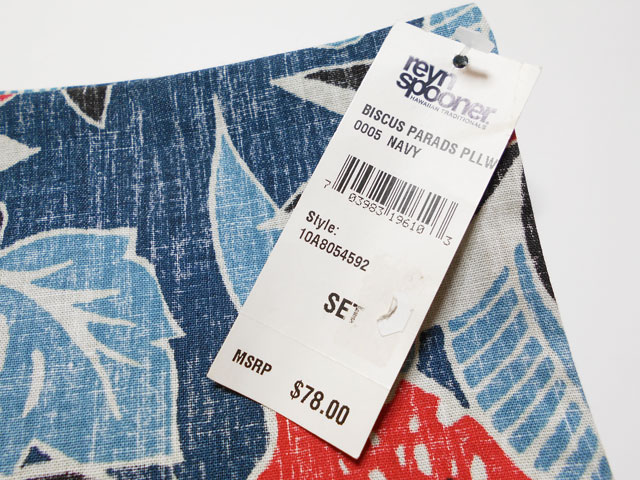 reyn
spooner
HAWAIIAN TRADITIONALS
BISCUS PARADS PLLW
0005 NAVY
7 03983 19610 3
Style:
10A8054592
SET
MSRP $78.00